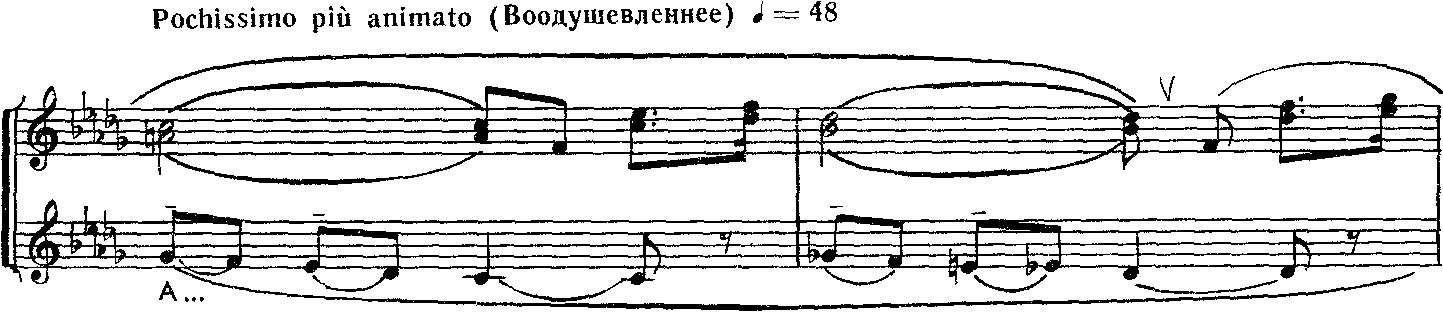 Pochissimo più animato (Воодушевленнее) ♩ = 48
А...